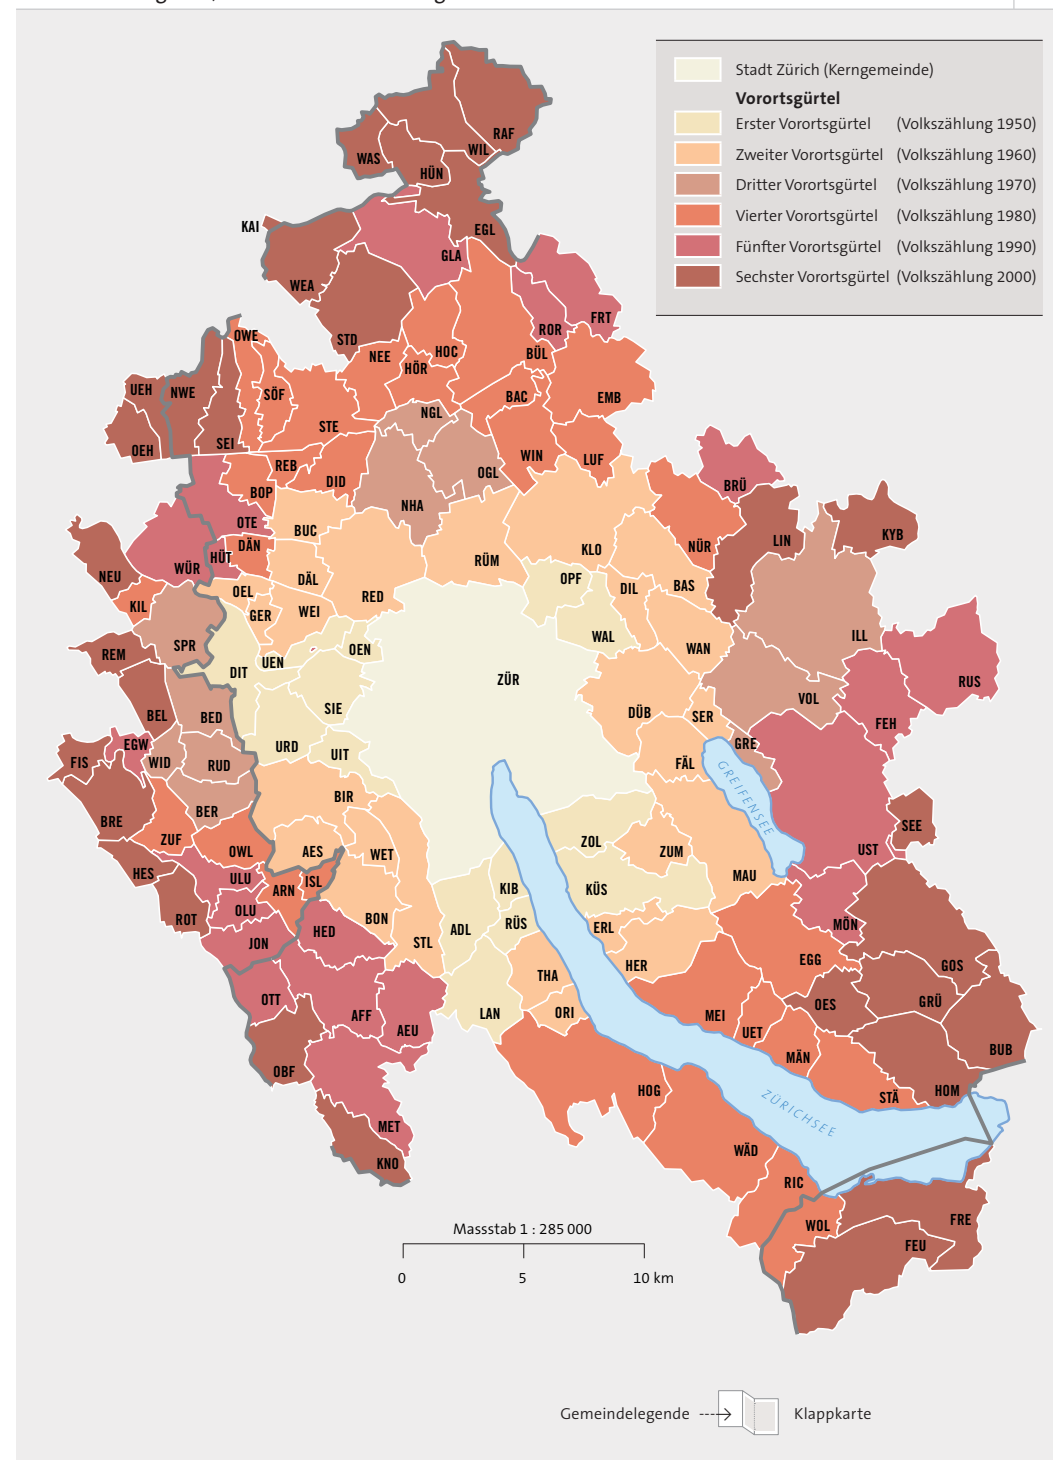 Stadt Zürich (Kerngemeinde)
Vorortsgürtel
Erster Vorortsgürtel (Volkszählung 1950)
Zweiter Vorortsgürtel (Volkszählung 1960)
Dritter Vorortsgürtel (Volkszählung 1970)
Vierter Vorortsgürtel (Volkszählung 1980)
Fünfter Vorortsgürtel (Volkszählung 1990)
Sechster Vorortsgürtel (Volkszählung 2000)
RAF
WIL
WAS
HÜN
KAI
EGL
GLA
WEA
FRT
ROR
OWE
STD
NEE
HOC
BÜL
HÖR
UEH
NWE
SÖF
BAC
EMB
NGL
STE
SEI
OEH
WIN
LUF
REB
OGL
DID
BOP
BRÜ
NHA
OTE
BUC
LIN
KYB
DÄN
NÜR
KLO
HÜT
RÜM
WÜR
NEU
DÄL
OPF
BAS
DIL
OEL
RED
KIL
GER
WEI
ILL
WAL
SPR
OEN
WAN
REM
UEN
DIT
ZÜR
RUS
VOL
SIE
DÜB
SER
BEL
BED
FEH
EGW
URD
GRE
UIT
FIS
WID
RUD
FÄL
GREIFENSEE
BIR
BER
BRE
SEE
ZUF
ZOL
OWL
AES
WET
ZUM
UST
HES
ULU
ISL
MAU
ARN
KIB
KÜS
OLU
ROT
BON
RÜS
MÖN
ERL
HED
ADL
JON
STL
EGG
HER
GOS
THA
OTT
OES
GRÜ
LAN
ORI
AFF
MEI
AEU
UET
BUB
MÄN
OBF
HOG
HOM
STÄ
ZÜRICHSEE
MET
WÄD
KNO
RIC
FRE
WOL
Massstab 1 : 285 000
FEU
0 5 10 km
Gemeindelegende Klappkarte